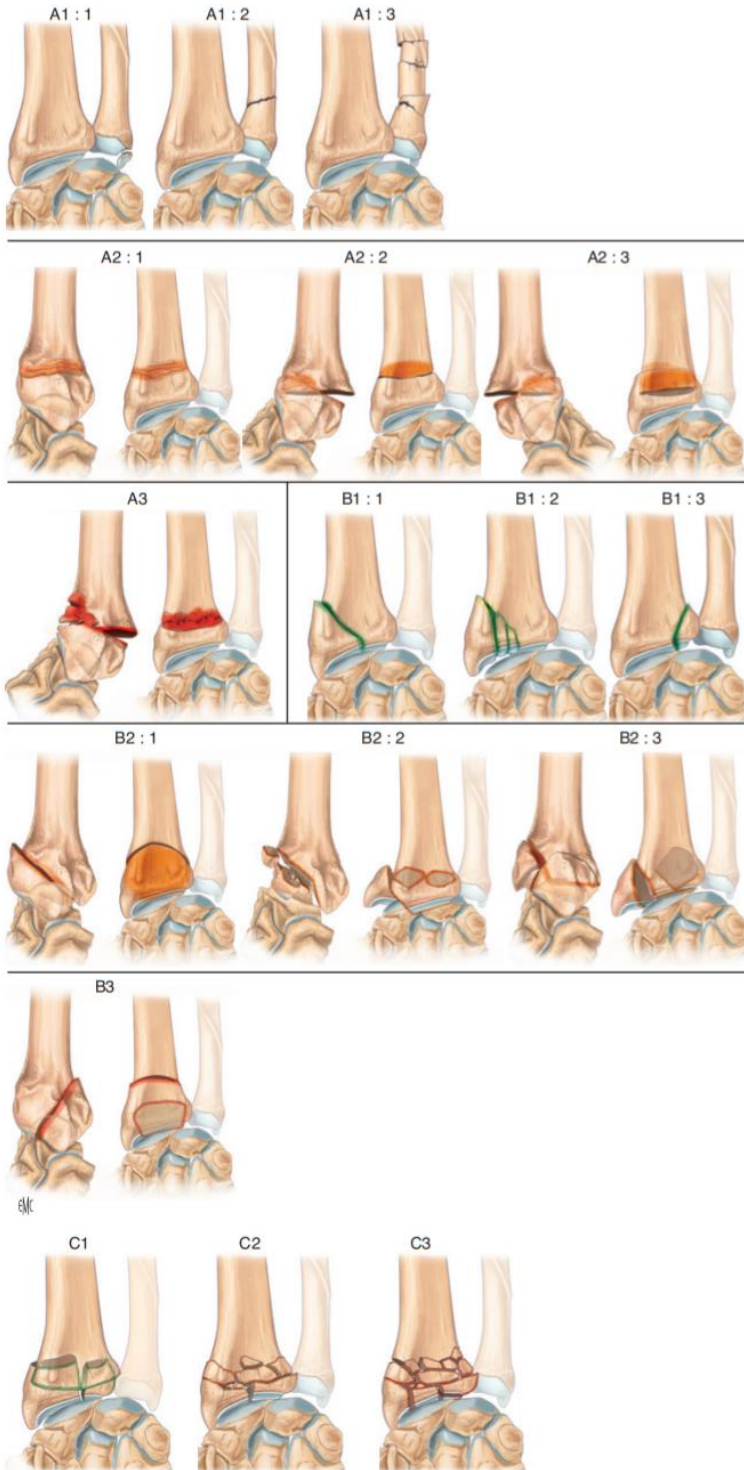 A1 : 1 A1 : 2 A1 : 3
A2 : 1 A2 : 2 A2 : 3
A3 B1 : 1 B1 : 2 B1 : 3
B2 : 1 B2 : 2 B2 : 3
B3
EMC
C1 C2 C3